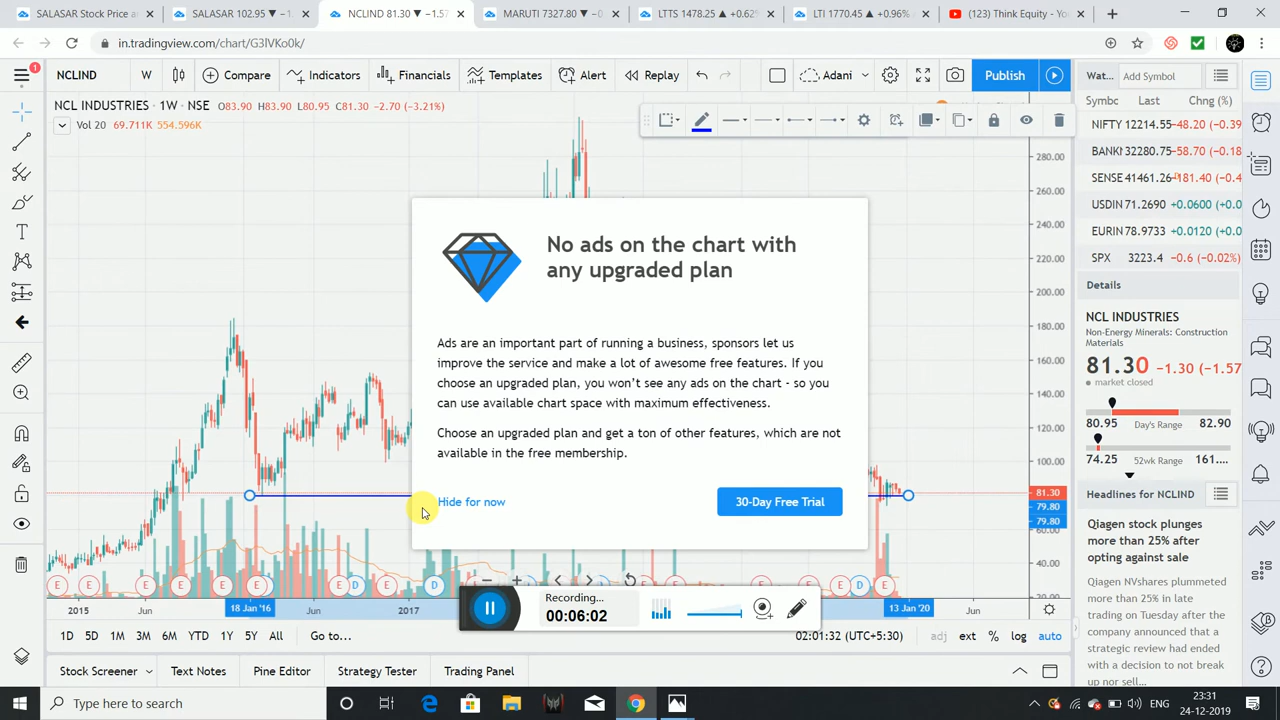 SALASAR Stock Price a
SALASAR 102.95 ▼ −1.
NCLIND 81.30 ▼ −1.57
MARUTI 7327.80 ▼ −0
LTTS 1478.25 ▲ +0.62
LTI 1770.45 ▲ +0.96%
(123) Think Equity - Yo
in.tradingview.com/chart/G3lVKo0k/
1
NCLIND
W
Compare
Indicators
Financials
Templates
Alert
Replay
Adani
Publish
Wat...
Add Symbol
NCL INDUSTRIES · 1W · NSE O83.90 H83.90 L80.95 C81.30 −2.70 (−3.21%)
Vol 20 69.711K 554.596K
Symbc Last Chng (%)
NIFTY 12214.55 −48.20 (−0.39
BANKI 32280.75 −58.70 (−0.18
SENSE 41461.26 −181.40 (−0.4
USDIN 71.2690 +0.0600 (+0.0
EURIN 78.9733 +0.0120 (+0.0
SPX 3223.4 −0.6 (−0.02%)
280.00
260.00
240.00
220.00
200.00
180.00
160.00
140.00
120.00
100.00
81.30
79.80
79.80
60.00
40.00
20.00
No ads on the chart with
any upgraded plan
Ads are an important part of running a business, sponsors let us
improve the service and make a lot of awesome free features. If you
choose an upgraded plan, you won’t see any ads on the chart - so you
can use available chart space with maximum effectiveness.
Choose an upgraded plan and get a ton of other features, which are not
available in the free membership.
Hide for now
30-Day Free Trial
Details
NCL INDUSTRIES
Non-Energy Minerals: Construction
Materials
81.30 −1.30 (−1.57
market closed
80.95 Day's Range 82.90
74.25 52wk Range 161....
Headlines for NCLIND
Qiagen stock plunges
more than 25% after
opting against sale
Qiagen NVshares plummeted
more than 25% in late
trading on Tuesday after the
company announced that a
strategic review had ended
with a decision to not break
up nor sell.
E E E E E E E D E D E E E D E
2015 Jun 18 Jan '16 Jun 2017 13 Jan '20 Jun
Recording...
00:06:02
1D 5D 1M 3M 6M YTD 1Y 5Y All Go to...
02:01:32 (UTC+5:30) adj ext % log auto
Stock Screener
Text Notes
Pine Editor
Strategy Tester
Trading Panel
Type here to search
ENG
23:31
24-12-2019